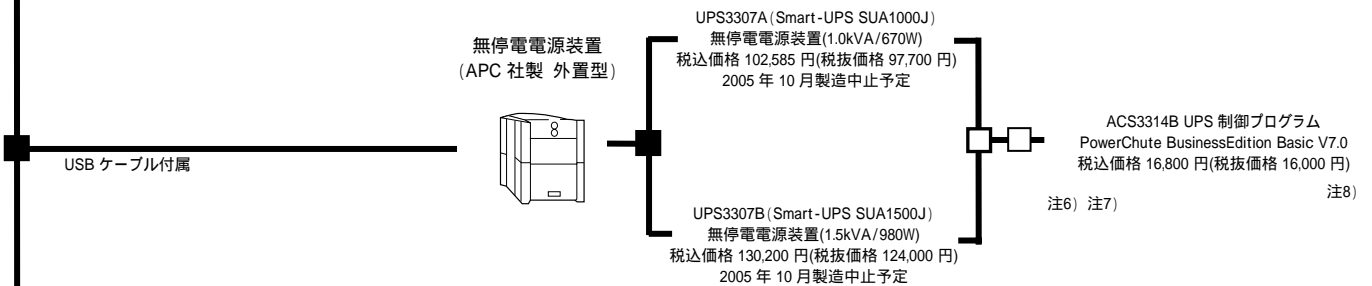 UPS3307A(Smart-UPS SUA1000J)
無停電電源装置(1.0kVA/670W)
税込価格 102,585 円(税抜価格 97,700 円)
2005 年 10 月製造中止予定
無停電電源装置
(APC 社製 外置型)
USB ケーブル付属
ACS3314B UPS 制御プログラム
PowerChute BusinessEdition Basic V7.0
税込価格 16,800 円(税抜価格 16,000 円)
注6) 注7)
注8)
UPS3307B(Smart-UPS SUA1500J)
無停電電源装置(1.5kVA/980W)
税込価格 130,200 円(税抜価格 124,000 円)
2005 年 10 月製造中止予定